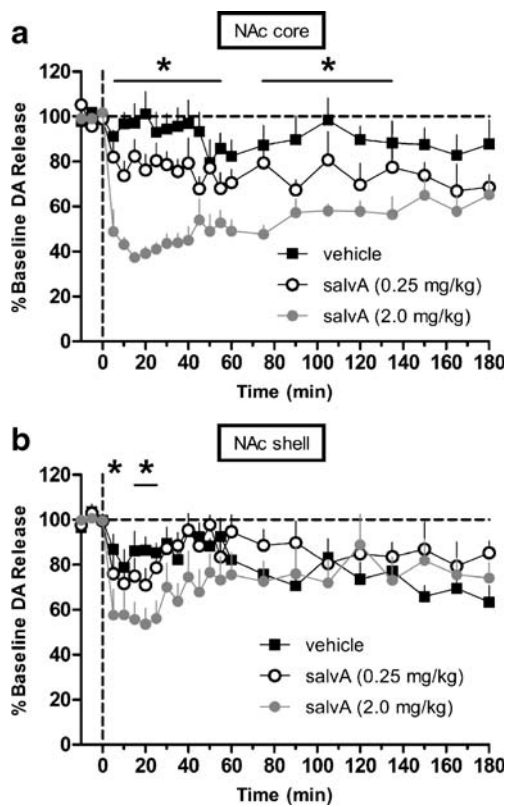 a
NAc core
*
*
120
100
80
60
40
20
0
% Baseline DA Release
vehicle
salvA (0.25 mg/kg)
salvA (2.0 mg/kg)
0 20 40 60 80 100 120 140 160 180
Time (min)
b
NAc shell
* *
120
100
80
60
40
20
0
% Baseline DA Release
vehicle
salvA (0.25 mg/kg)
salvA (2.0 mg/kg)
0 20 40 60 80 100 120 140 160 180
Time (min)